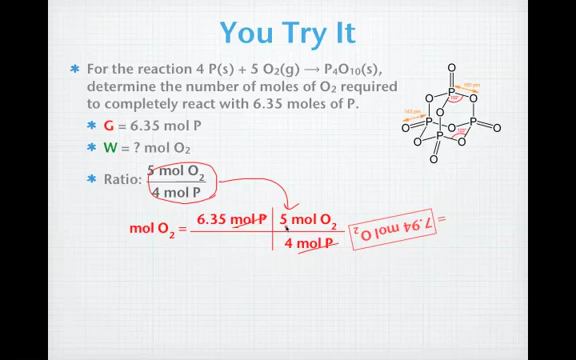 You Try It
* For the reaction 4 P(s) + 5 O₂(g) → P₄O₁₀(s),
determine the number of moles of O₂ required
to completely react with 6.35 moles of P.
* G = 6.35 mol P
* W = ? mol O₂
* Ratio: 5 mol O₂
4 mol P
mol O₂ = 6.35 mol P 5 mol O₂
4 mol P
= 7.94 mol O₂
O
P
O O
O
O P P P O
O
O O
O